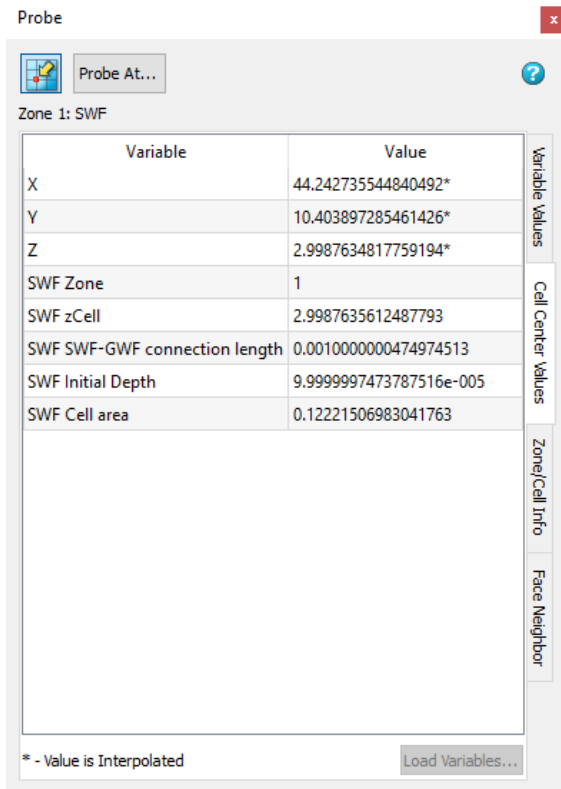 Probe
x
Probe At...
?
Zone 1: SWF
Variable Value
X 44.242735544840492*
Y 10.403897285461426*
Z 2.9987634817759194*
SWF Zone 1
SWF zCell 2.9987635612487793
SWF SWF-GWF connection length 0.0010000000474974513
SWF Initial Depth 9.9999997473787516e-005
SWF Cell area 0.12221506983041763
Variable Values
Cell Center Values
Zone/Cell Info
Face Neighbor
* - Value is Interpolated
Load Variables...